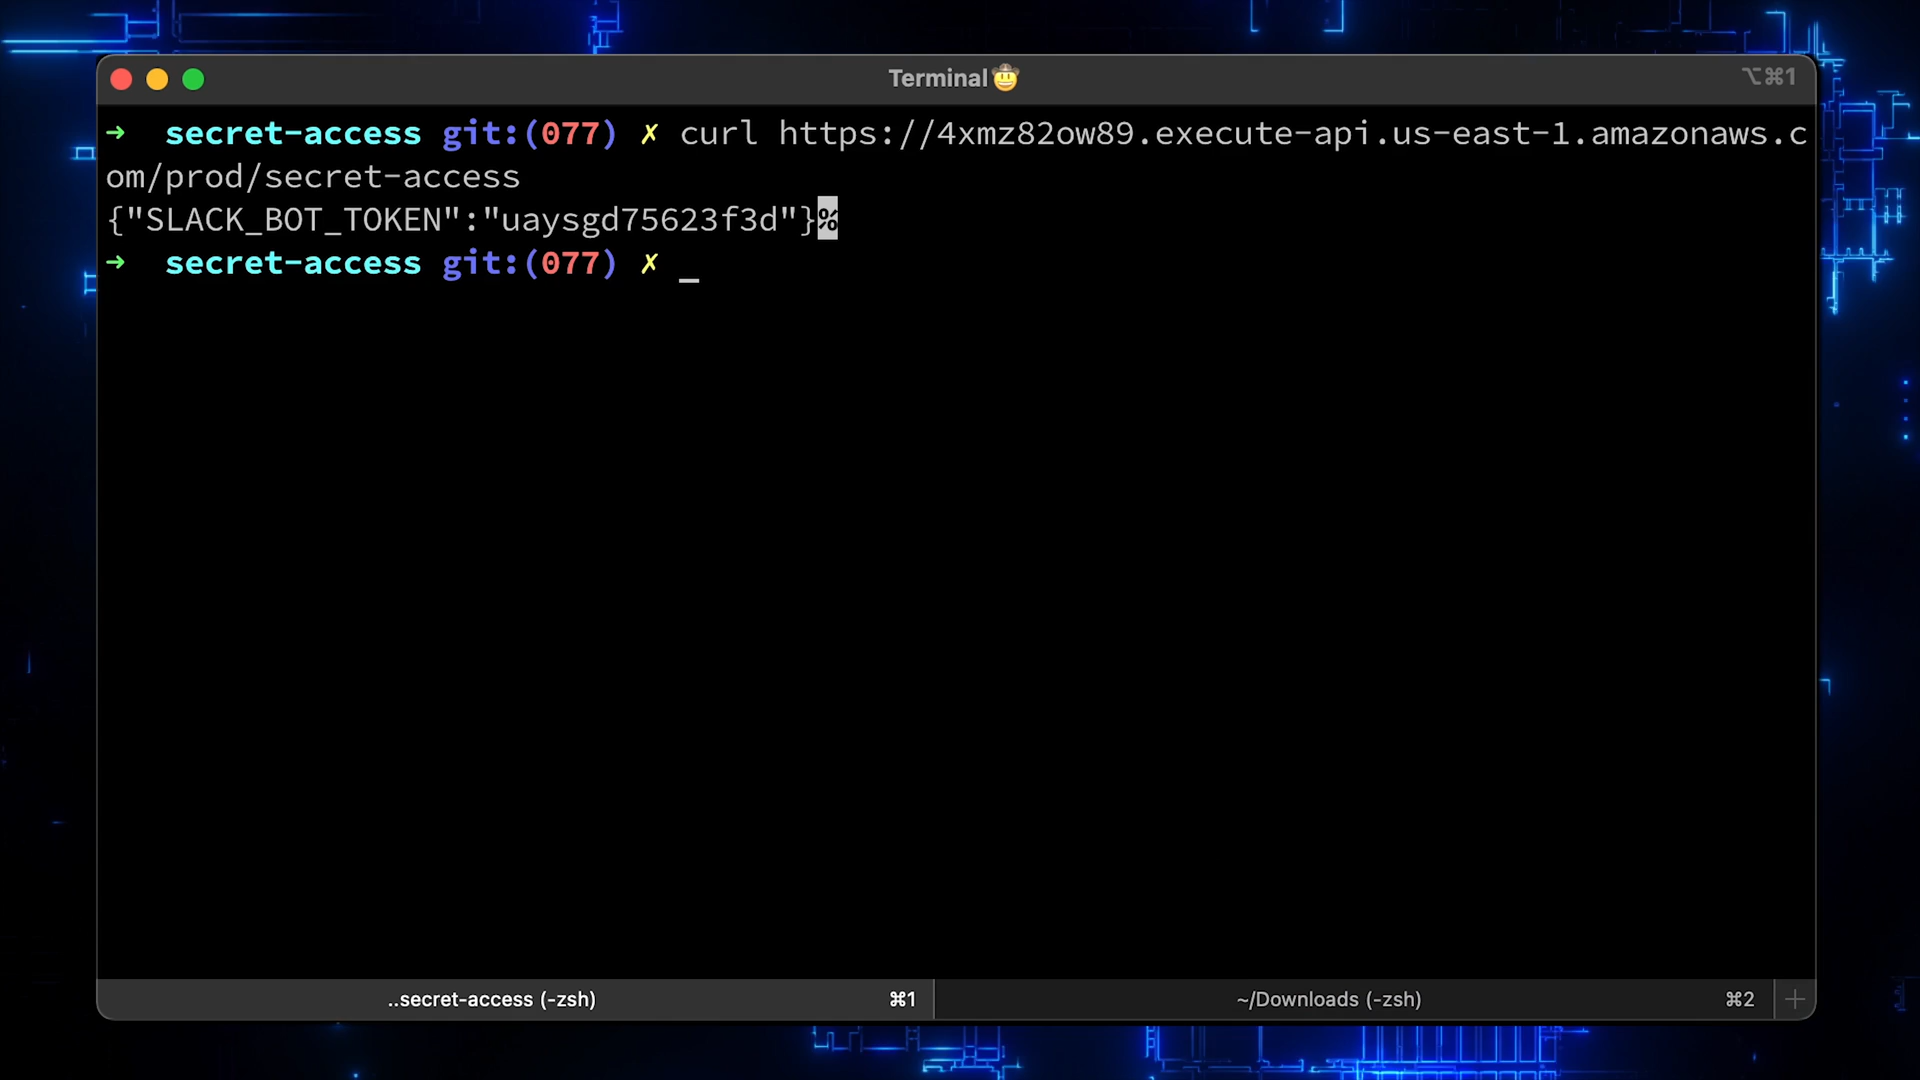 Terminal🤠
⌥⌘1
➜ secret-access git:(077) ✗ curl https://4xmz82ow89.execute-api.us-east-1.amazonaws.c
om/prod/secret-access
{"SLACK_BOT_TOKEN":"uaysgd75623f3d"}%
➜ secret-access git:(077) ✗ _
..secret-access (-zsh) ⌘1
~/Downloads (-zsh) ⌘2